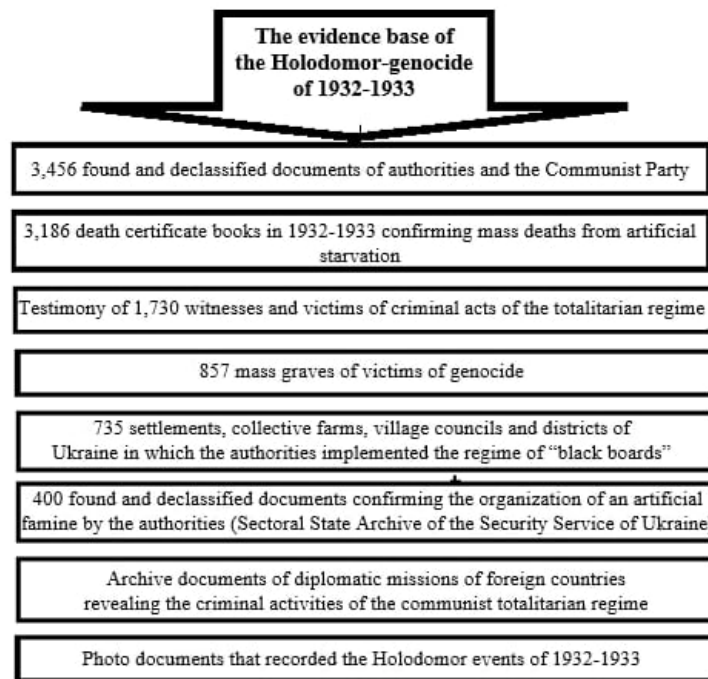 The evidence base of
the Holodomor-genocide
of 1932-1933
3,456 found and declassified documents of authorities and the Communist Party
3,186 death certificate books in 1932-1933 confirming mass deaths from artificial
starvation
Testimony of 1,730 witnesses and victims of criminal acts of the totalitarian regime
857 mass graves of victims of genocide
735 settlements, collective farms, village councils and districts of
Ukraine in which the authorities implemented the regime of “black boards”
400 found and declassified documents confirming the organization of an artificial
famine by the authorities (Sectoral State Archive of the Security Service of Ukraine
Archive documents of diplomatic missions of foreign countries
revealing the criminal activities of the communist totalitarian regime
Photo documents that recorded the Holodomor events of 1932-1933